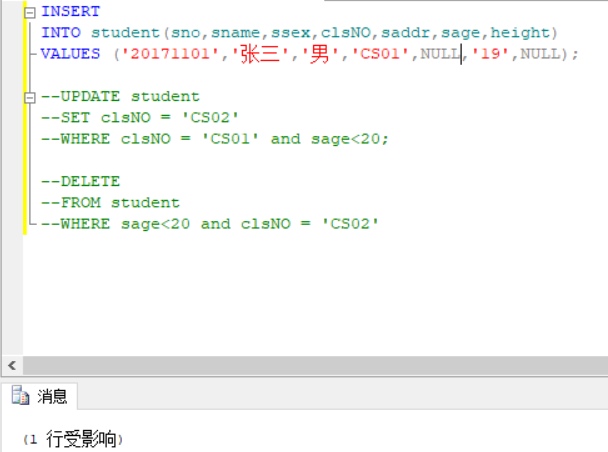 INSERT
INTO student(sno,sname,ssex,clsNO,saddr,sage,height)
VALUES ('20171101','张三','男','CS01',NULL,'19',NULL);
--UPDATE student
--SET clsNO = 'CS02'
--WHERE clsNO = 'CS01' and sage<20;
--DELETE
--FROM student
--WHERE sage<20 and clsNO = 'CS02'
消息
(1 行受影响)